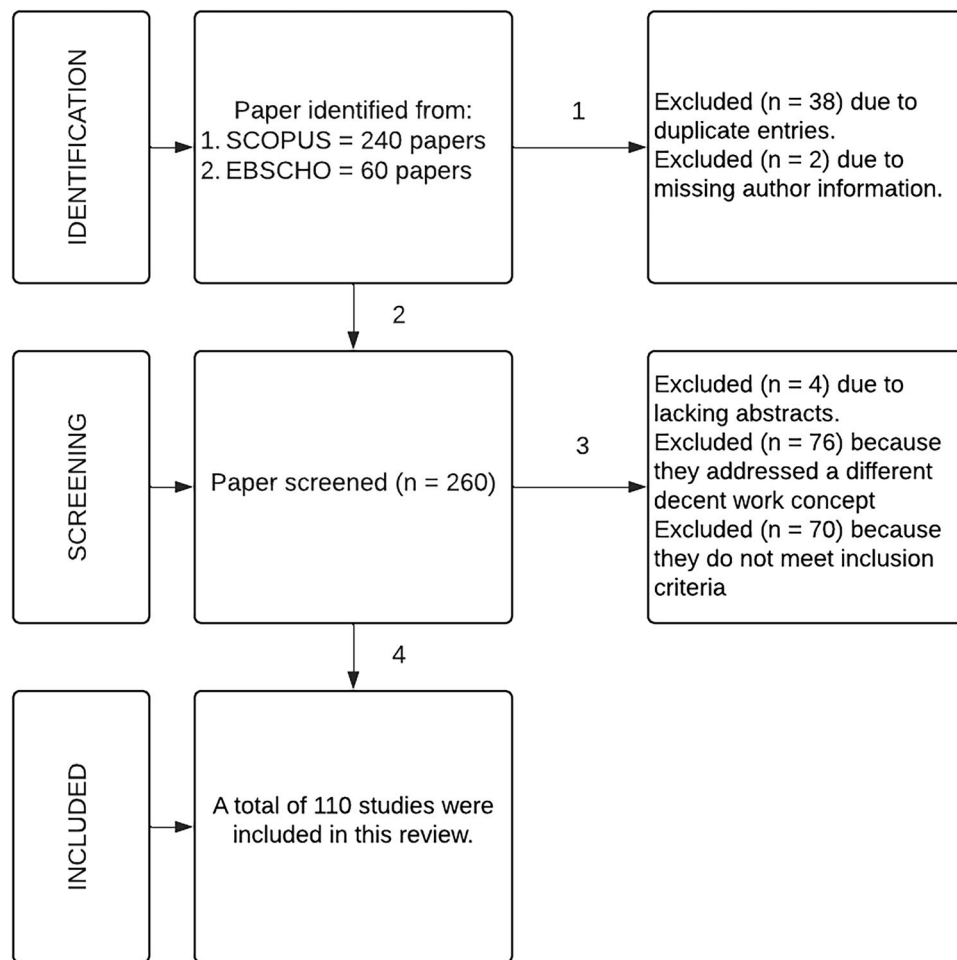 IDENTIFICATION
Paper identified from:
1. SCOPUS = 240 papers
2. EBSCHO = 60 papers
1
Excluded (n = 38) due to
duplicate entries.
Excluded (n = 2) due to
missing author information.
2
SCREENING
Paper screened (n = 260)
3
Excluded (n = 4) due to
lacking abstracts.
Excluded (n = 76) because
they addressed a different
decent work concept
Excluded (n = 70) because
they do not meet inclusion
criteria
4
INCLUDED
A total of 110 studies were
included in this review.